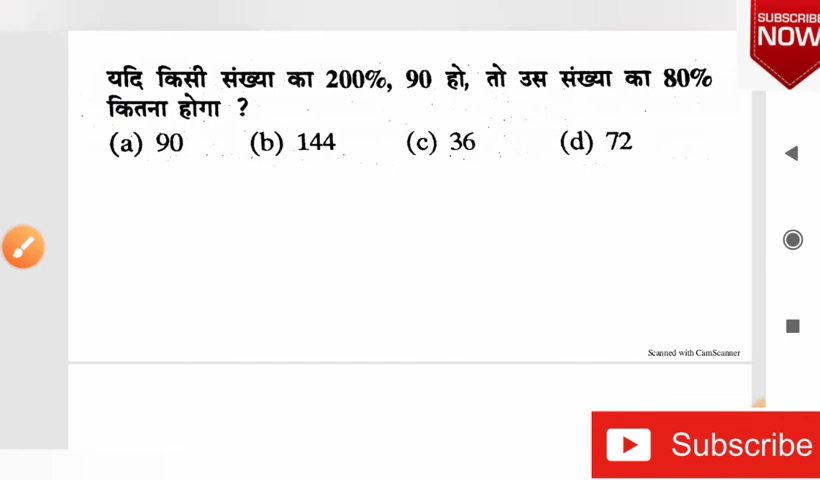 SUBSCRIBE
NOW
यदि किसी संख्या का 200%, 90 हो, तो उस संख्या का 80%
कितना होगा ?
(a) 90 (b) 144 (c) 36 (d) 72
Scanned with CamScanner
Subscribe